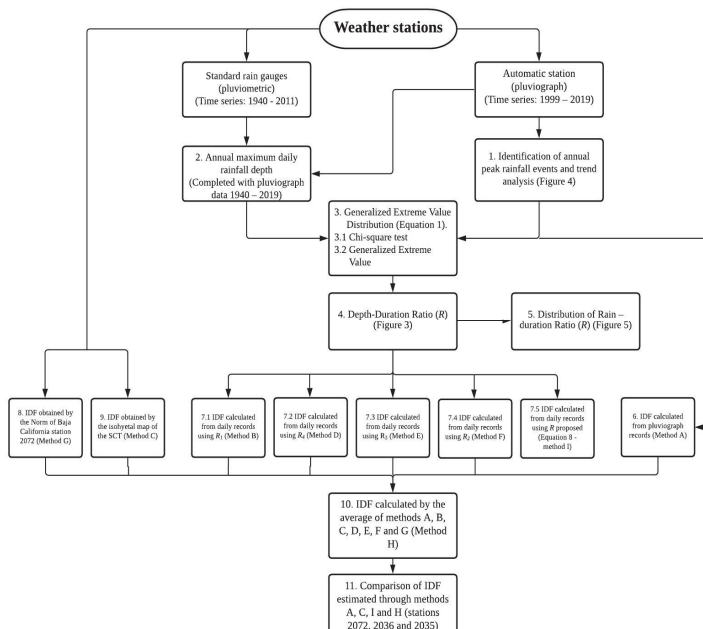 Weather stations
Standard rain gauges
(pluviometric)
(Time series: 1940 - 2011)
Automatic station
(pluviograph)
(Time series: 1999 – 2019)
2. Annual maximum daily
rainfall depth
(Completed with pluviograph
data 1940 – 2019)
1. Identification of annual
peak rainfall events and trend
analysis (Figure 4)
3. Generalized Extreme Value
Distribution (Equation 1).
3.1 Chi-square test
3.2 Generalized Extreme
Value
4. Depth-Duration Ratio (R)
(Figure 3)
5. Distribution of Rain –
duration Ratio (R) (Figure 5)
8. IDF obtained by
the Norm of Baja
California station
2072 (Method G)
9. IDF obtained by
the isohyetal map of
the SCT (Method C)
7.1 IDF calculated
from daily records
using R1 (Method B)
7.2 IDF calculated
from daily records
using R4 (Method D)
7.3 IDF calculated
from daily records
using R5 (Method E)
7.4 IDF calculated
from daily records
using R2 (Method F)
7.5 IDF calculated
from daily records
using R proposed
(Equation 8 -
method I)
6. IDF calculated
from pluviograph
records (Method A)
10. IDF calculated by the
average of methods A, B,
C, D, E, F and G (Method
H)
11. Comparison of IDF
estimated through methods
A, C, I and H (stations
2072, 2036 and 2035)